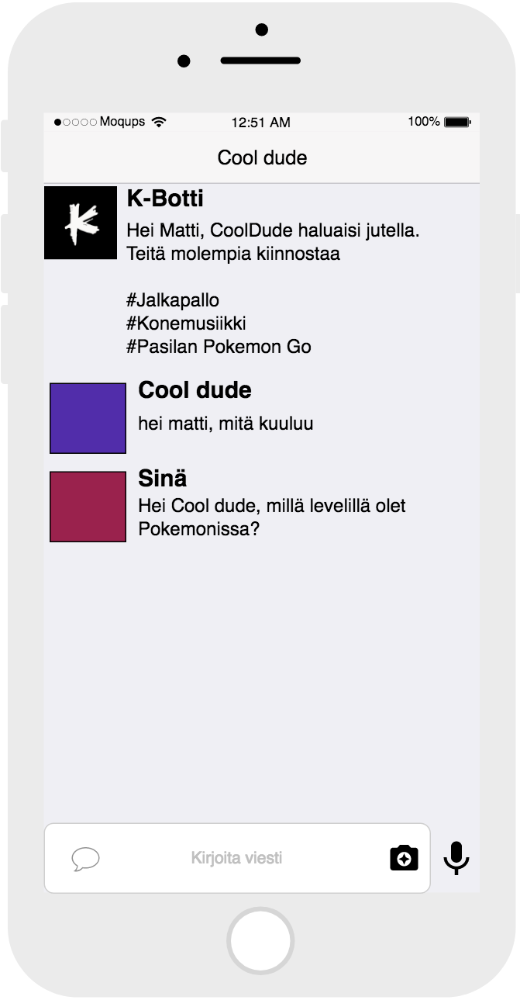 Moqups 12:51 AM 100%
Cool dude
K
K-Botti
Hei Matti, CoolDude haluaisi jutella.
Teitä molempia kiinnostaa
#Jalkapallo
#Konemusiikki
#Pasilan Pokemon Go
Cool dude
hei matti, mitä kuuluu
Sinä
Hei Cool dude, millä levelillä olet
Pokemonissa?
Kirjoita viesti